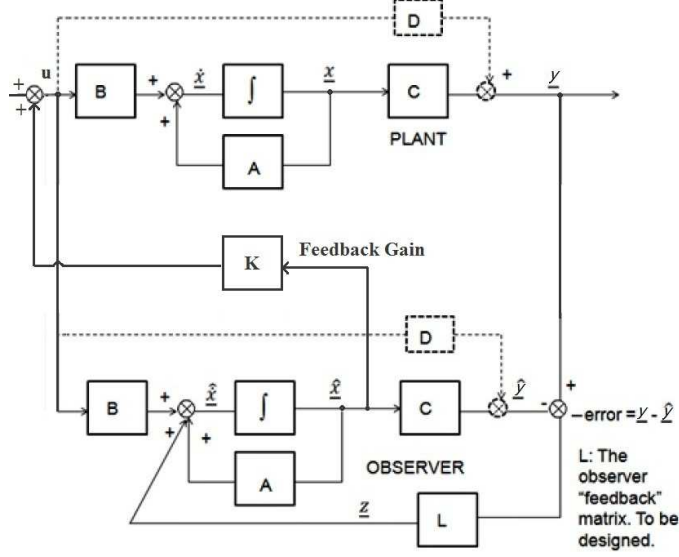 D
u
+
+
B
+
ẋ
∫
x
C
+
y
+
A
PLANT
K
Feedback Gain
D
B
+
x̂̇
∫
x̂
C
ŷ
-
+
error =y - ŷ
+
+
A
OBSERVER
z
L
L: The
observer
"feedback"
matrix. To be
designed.